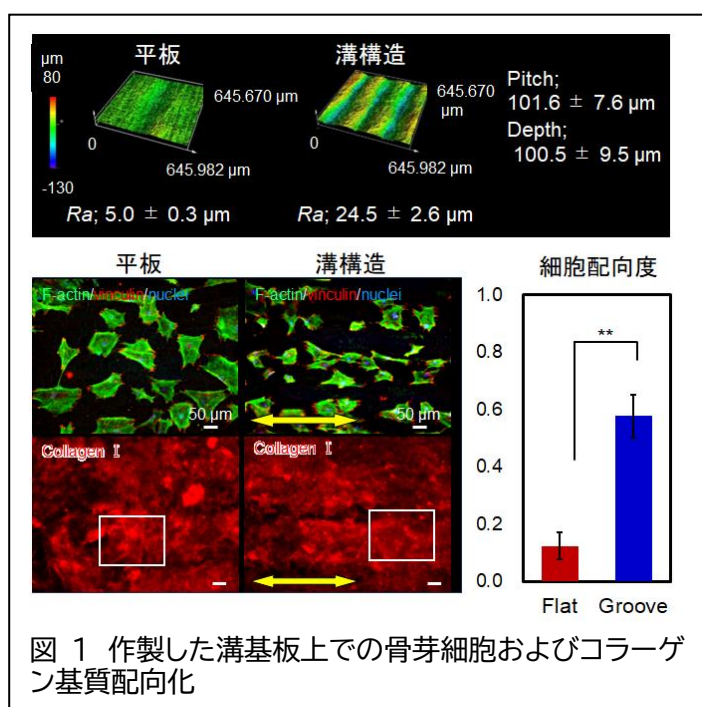 μm
80
-130
平板
645.670 μm
0
645.982 μm
Ra; 5.0 ± 0.3 μm
溝構造
645.670
μm
0
645.982 μm
Ra; 24.5 ± 2.6 μm
Pitch;
101.6 ± 7.6 μm
Depth;
100.5 ± 9.5 μm
平板
F-actin/vinculin/nuclei
50 μm
溝構造
F-actin/vinculin/nuclei
50 μm
Collagen Ⅰ
Collagen Ⅰ
細胞配向度
1.0
0.8
0.6
0.4
0.2
0.0
**
Flat Groove
図 1 作製した溝基板上での骨芽細胞およびコラーゲ
ン基質配向化